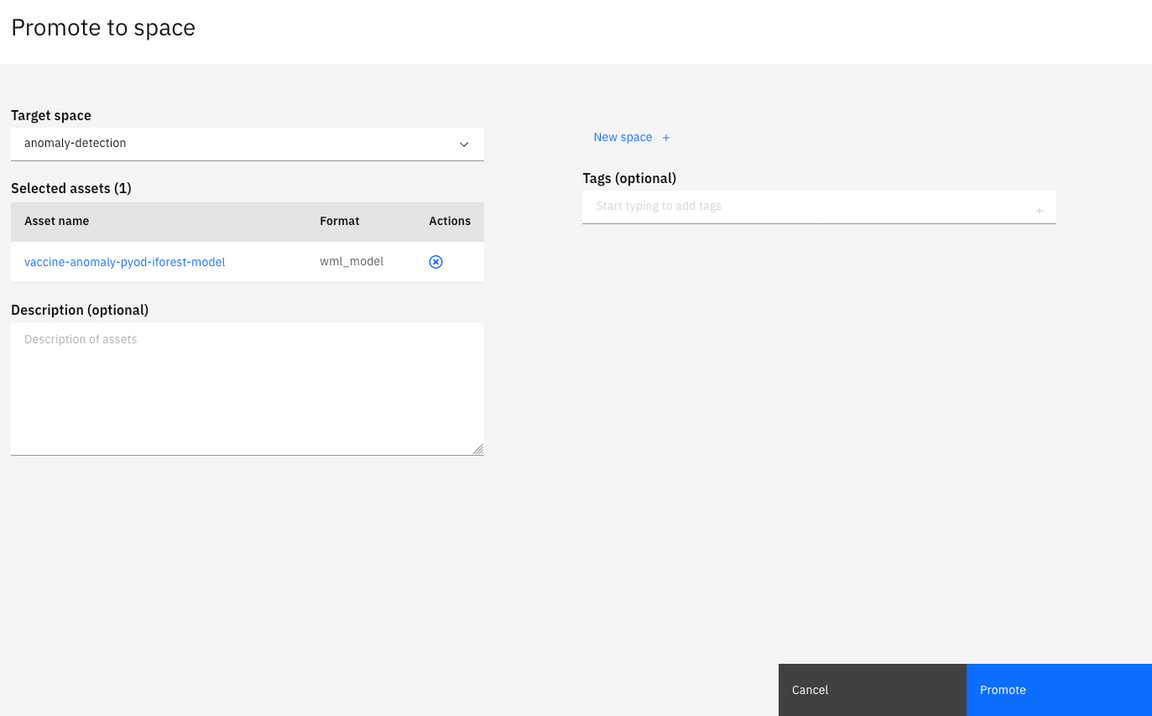 Promote to space
Target space
anomaly-detection
New space +
Selected assets (1)
Asset name Format Actions
vaccine-anomaly-pyod-iforest-model wml_model
Tags (optional)
Start typing to add tags +
Description (optional)
Description of assets
Cancel Promote